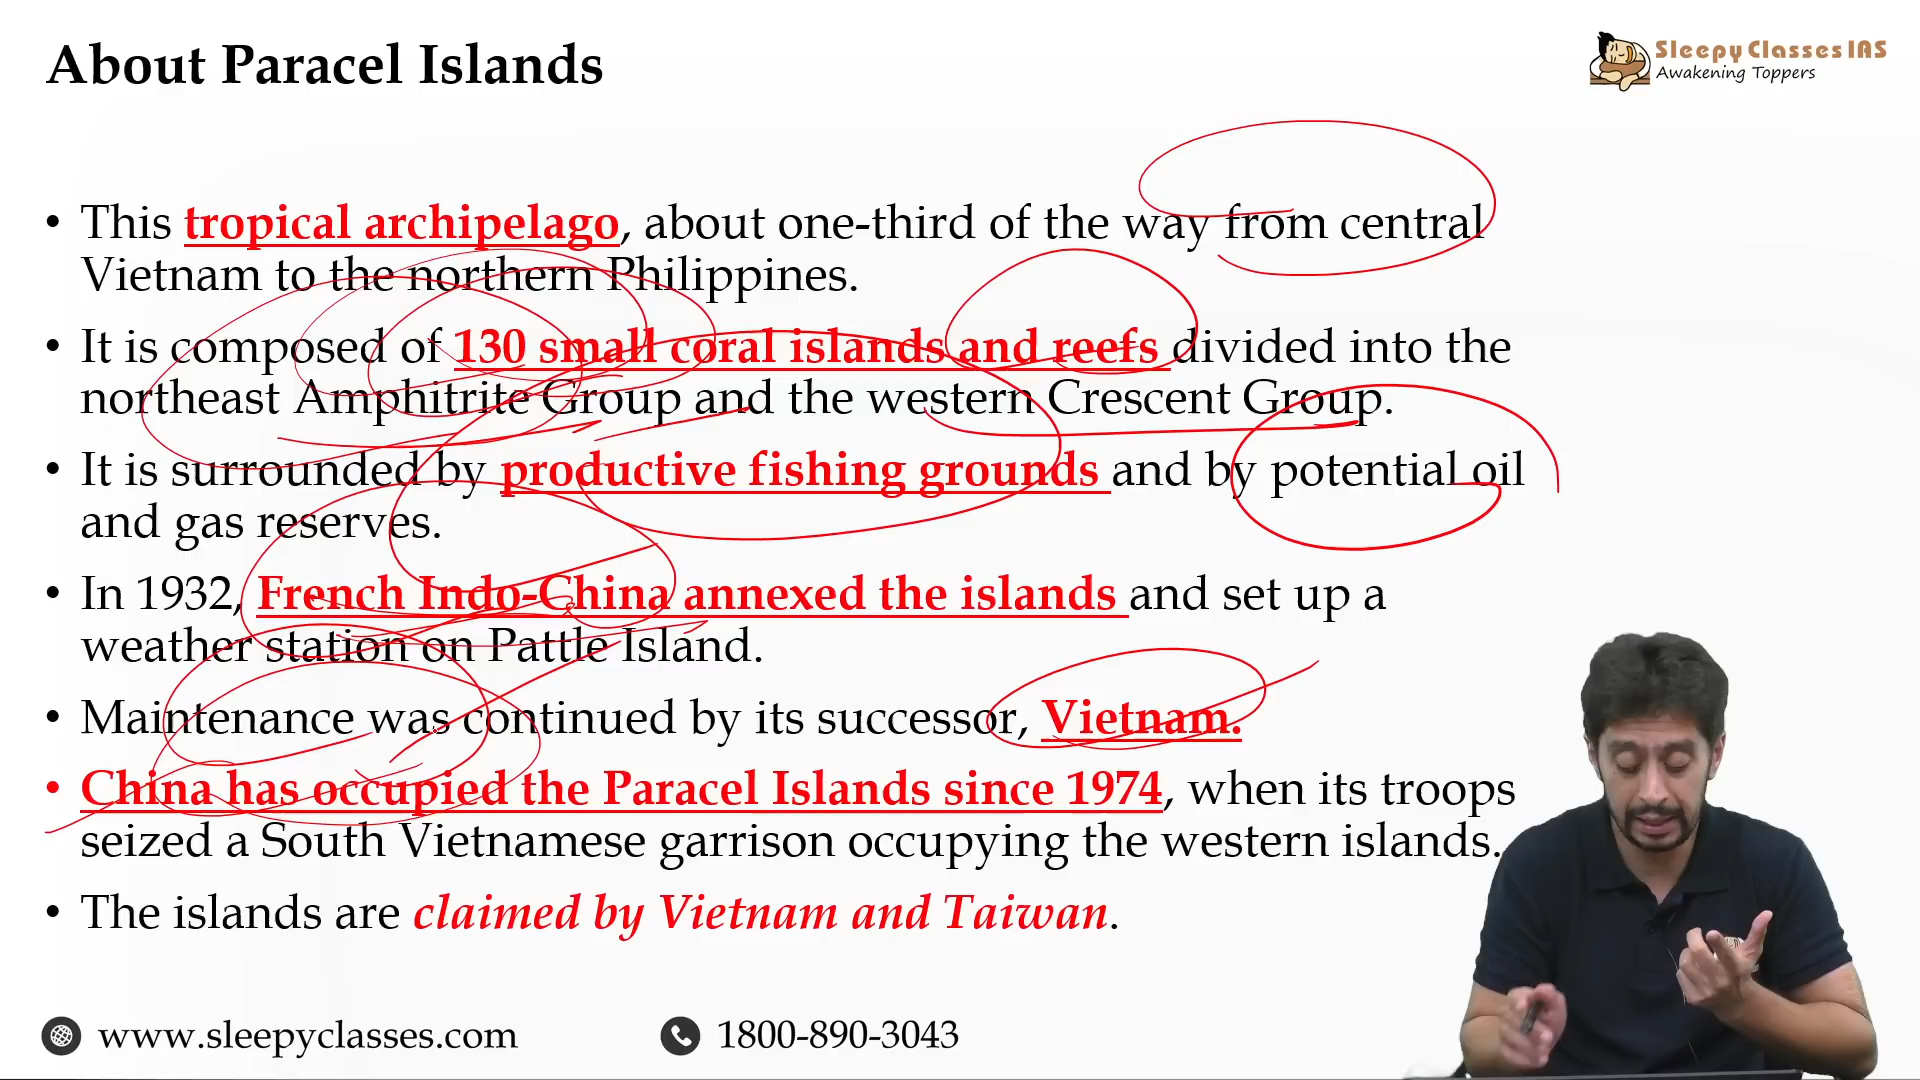 About Paracel Islands
Sleepy Classes IAS
Awakening Toppers
• This tropical archipelago, about one-third of the way from central
Vietnam to the northern Philippines.
• It is composed of 130 small coral islands and reefs divided into the
northeast Amphitrite Group and the western Crescent Group.
• It is surrounded by productive fishing grounds and by potential oil
and gas reserves.
• In 1932, French Indo-China annexed the islands and set up a
weather station on Pattle Island.
• Maintenance was continued by its successor, Vietnam.
• China has occupied the Paracel Islands since 1974, when its troops
seized a South Vietnamese garrison occupying the western islands.
• The islands are claimed by Vietnam and Taiwan.
www.sleepyclasses.com
1800-890-3043